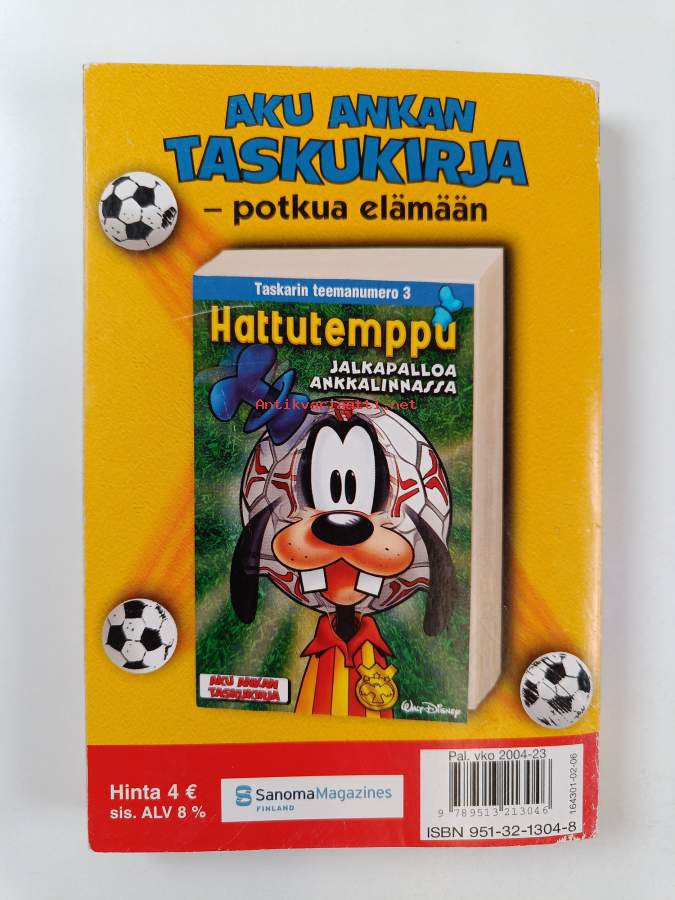 AKU ANKAN
TASKUKIRJA
– potkua elämään
Taskarin teemanumero 3
Hattutemppu
JALKAPALLOA
ANKKALINNASSA
Antikvariaatti.net
AKU ANKAN
TASKUKIRJA
WALT DISNEY
Hinta 4 €
sis. ALV 8 %
SanomaMagazines
FINLAND
Pal. vko 2004-23
164301-02-06
9 789513 213046
ISBN 951-32-1304-8